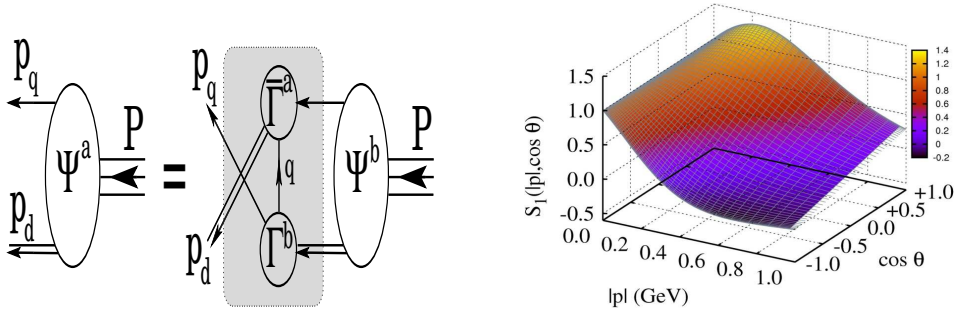 p_q
Ψ^a
P
p_d
=
p_q
Γ̄^a
q
p_d
Γ^b
Ψ^b
P
S_1(|p|,cos θ)
1.5
1.0
0.5
0.0
-0.5
0.0
0.2
0.4
0.6
0.8
1.0
|p| (GeV)
-1.0
-0.5
0.0
+0.5
+1.0
cos θ
1.4
1.2
1
0.8
0.6
0.4
0.2
0
-0.2